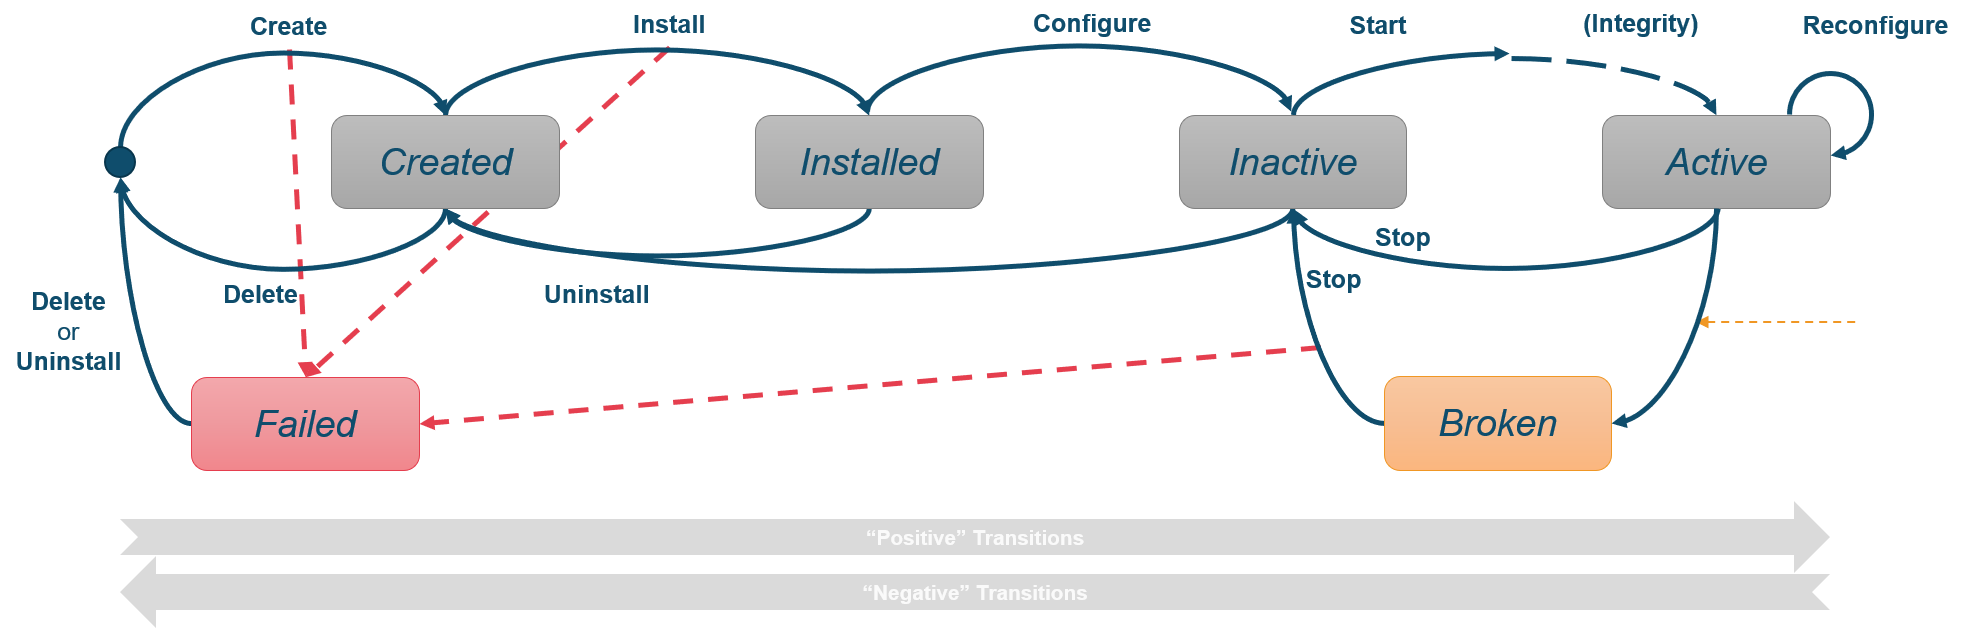 Create
Install
Configure
Start
(Integrity)
Reconfigure
Created
Installed
Inactive
Active
Stop
Stop
Delete
Uninstall
Delete
or
Uninstall
Failed
Broken
“Positive” Transitions
“Negative” Transitions